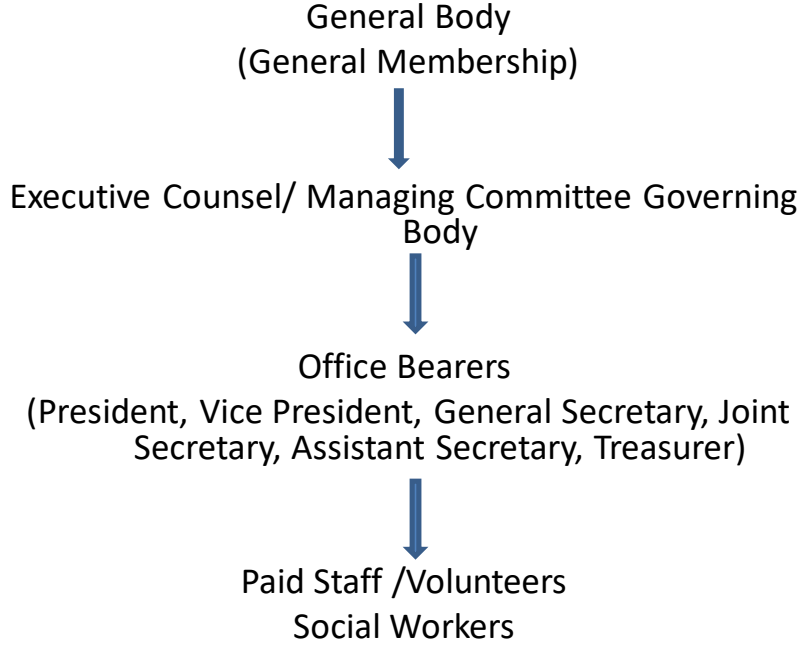 General Body
(General Membership)
Executive Counsel/ Managing Committee Governing
Body
Office Bearers
(President, Vice President, General Secretary, Joint
Secretary, Assistant Secretary, Treasurer)
Paid Staff /Volunteers
Social Workers